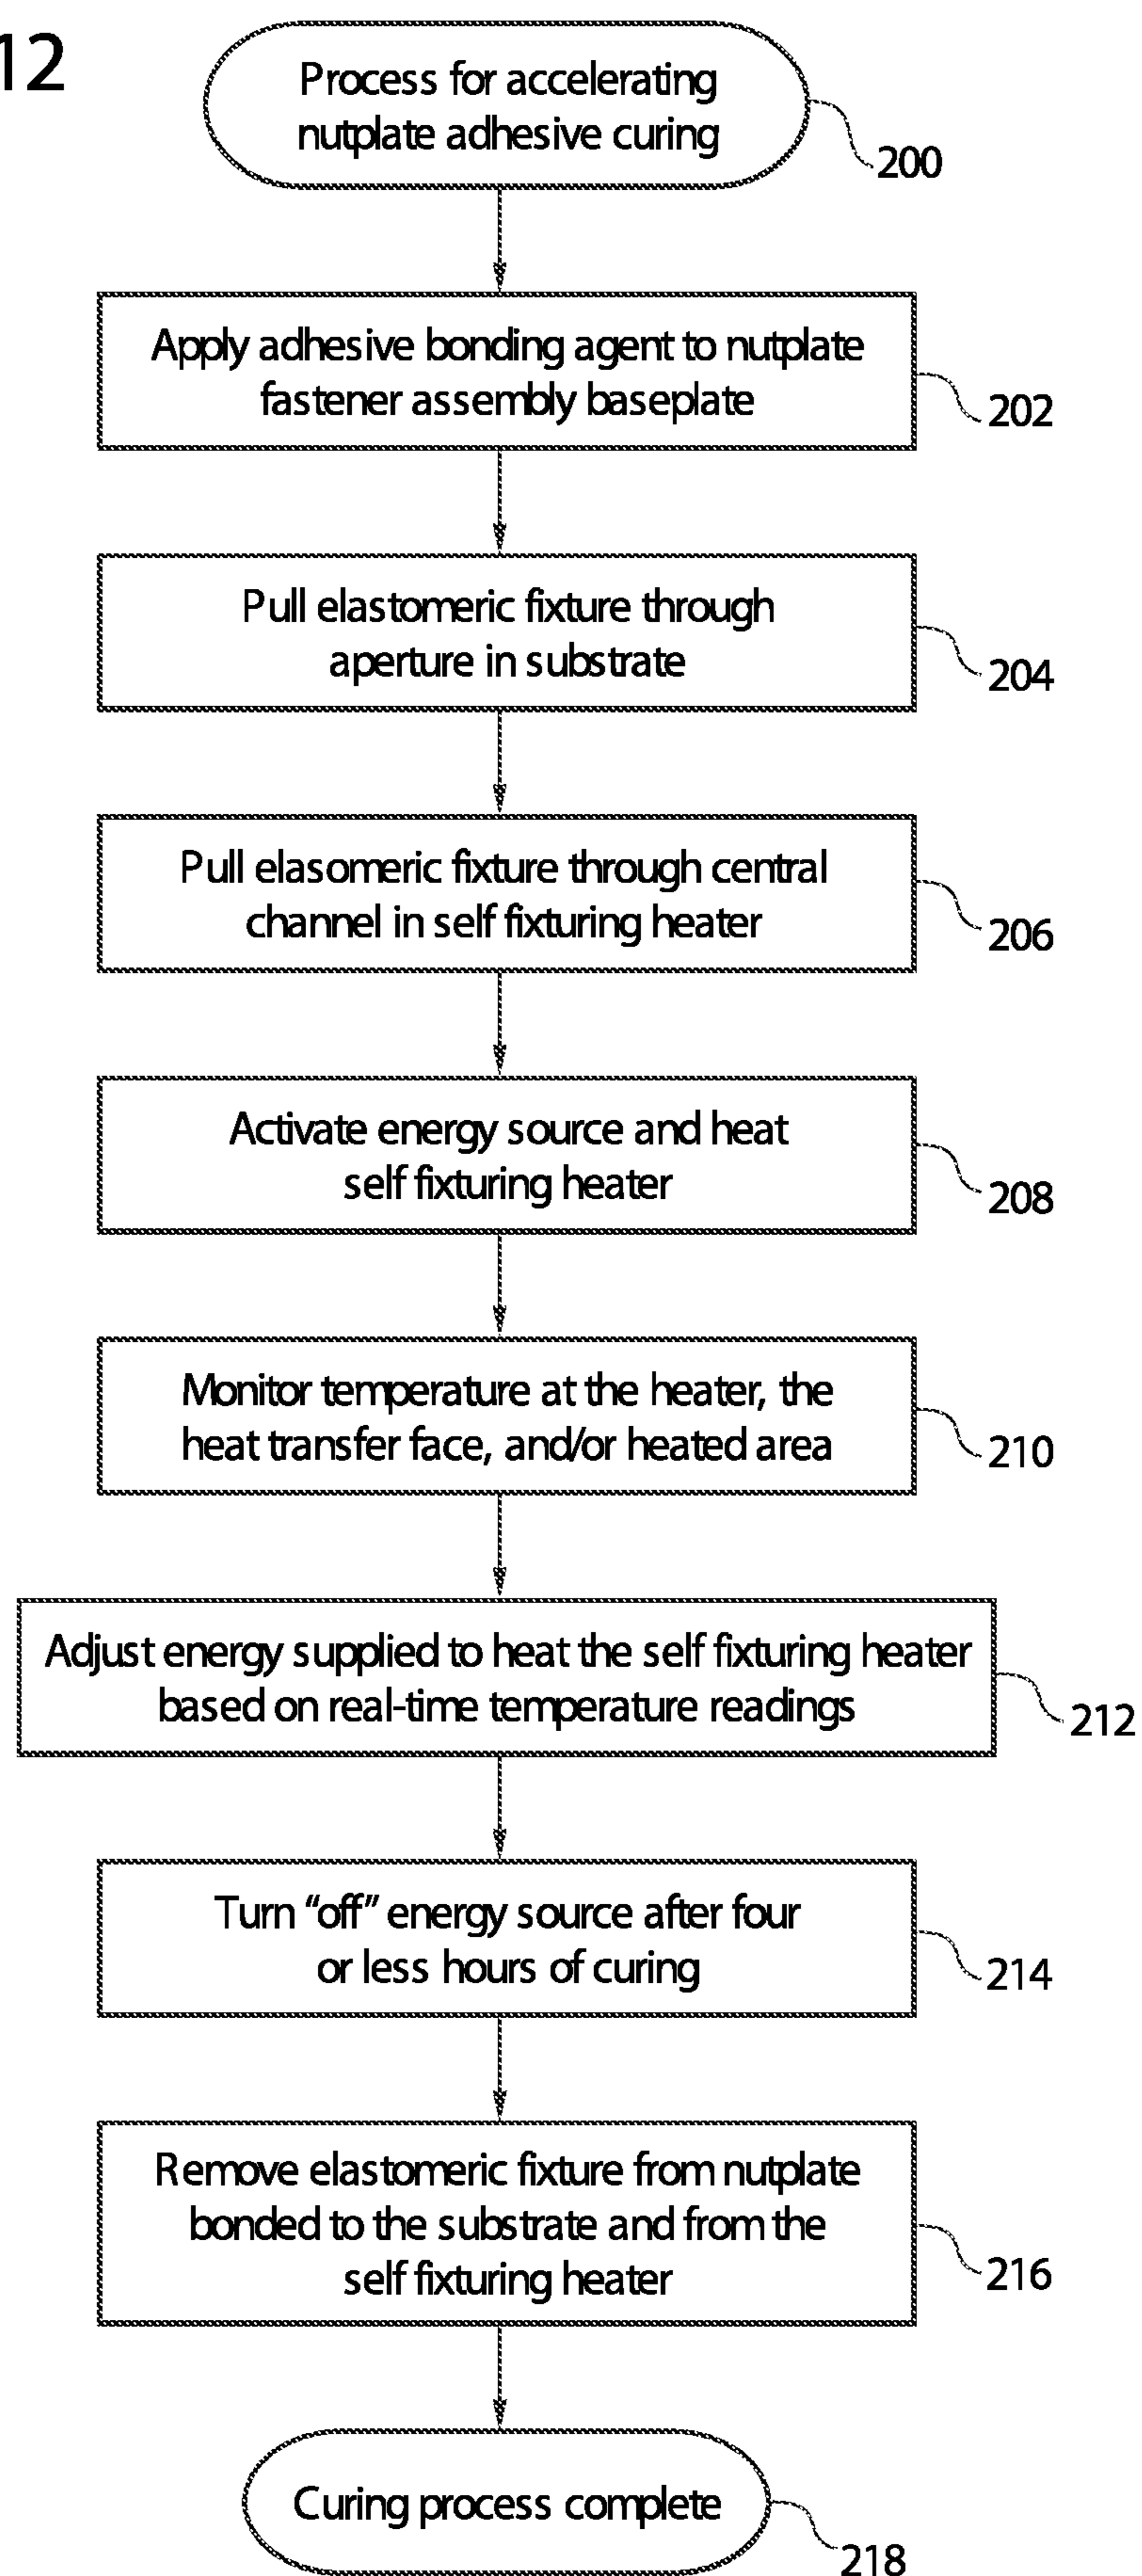 12
Process for accelerating
nutplate adhesive curing
200
Apply adhesive bonding agent to nutplate
fastener assembly baseplate
202
Pull elastomeric fixture through
aperture in substrate
204
Pull elasomeric fixture through central
channel in self fixturing heater
206
Activate energy source and heat
self fixturing heater
208
Monitor temperature at the heater, the
heat transfer face, and/or heated area
210
Adjust energy supplied to heat the self fixturing heater
based on real-time temperature readings
212
Turn “off” energy source after four
or less hours of curing
214
Remove elastomeric fixture from nutplate
bonded to the substrate and from the
self fixturing heater
216
Curing process complete
218